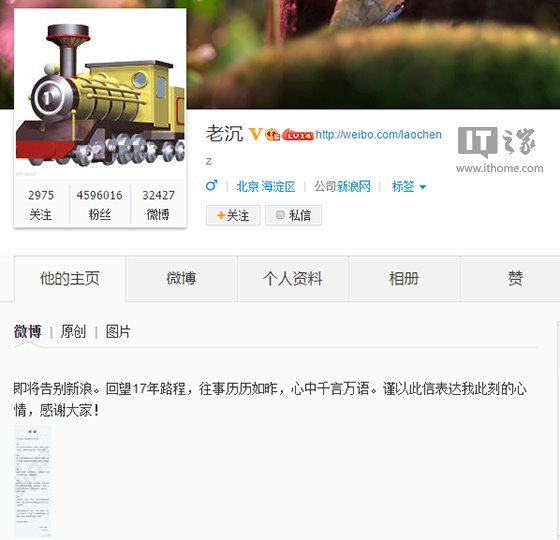 老沉 V LV14 http://weibo.com/laochen
IT之家
www.ithome.com
z
北京 海淀区 | 公司新浪网 | 标签
2975 4596016 32427
关注 粉丝 微博
+关注 私信
他的主页 微博 个人资料 相册 赞
微博 | 原创 | 图片
即将告别新浪。回望17年路程，往事历历如昨，心中千言万语。谨以此信表达我此刻的心
情，感谢大家！